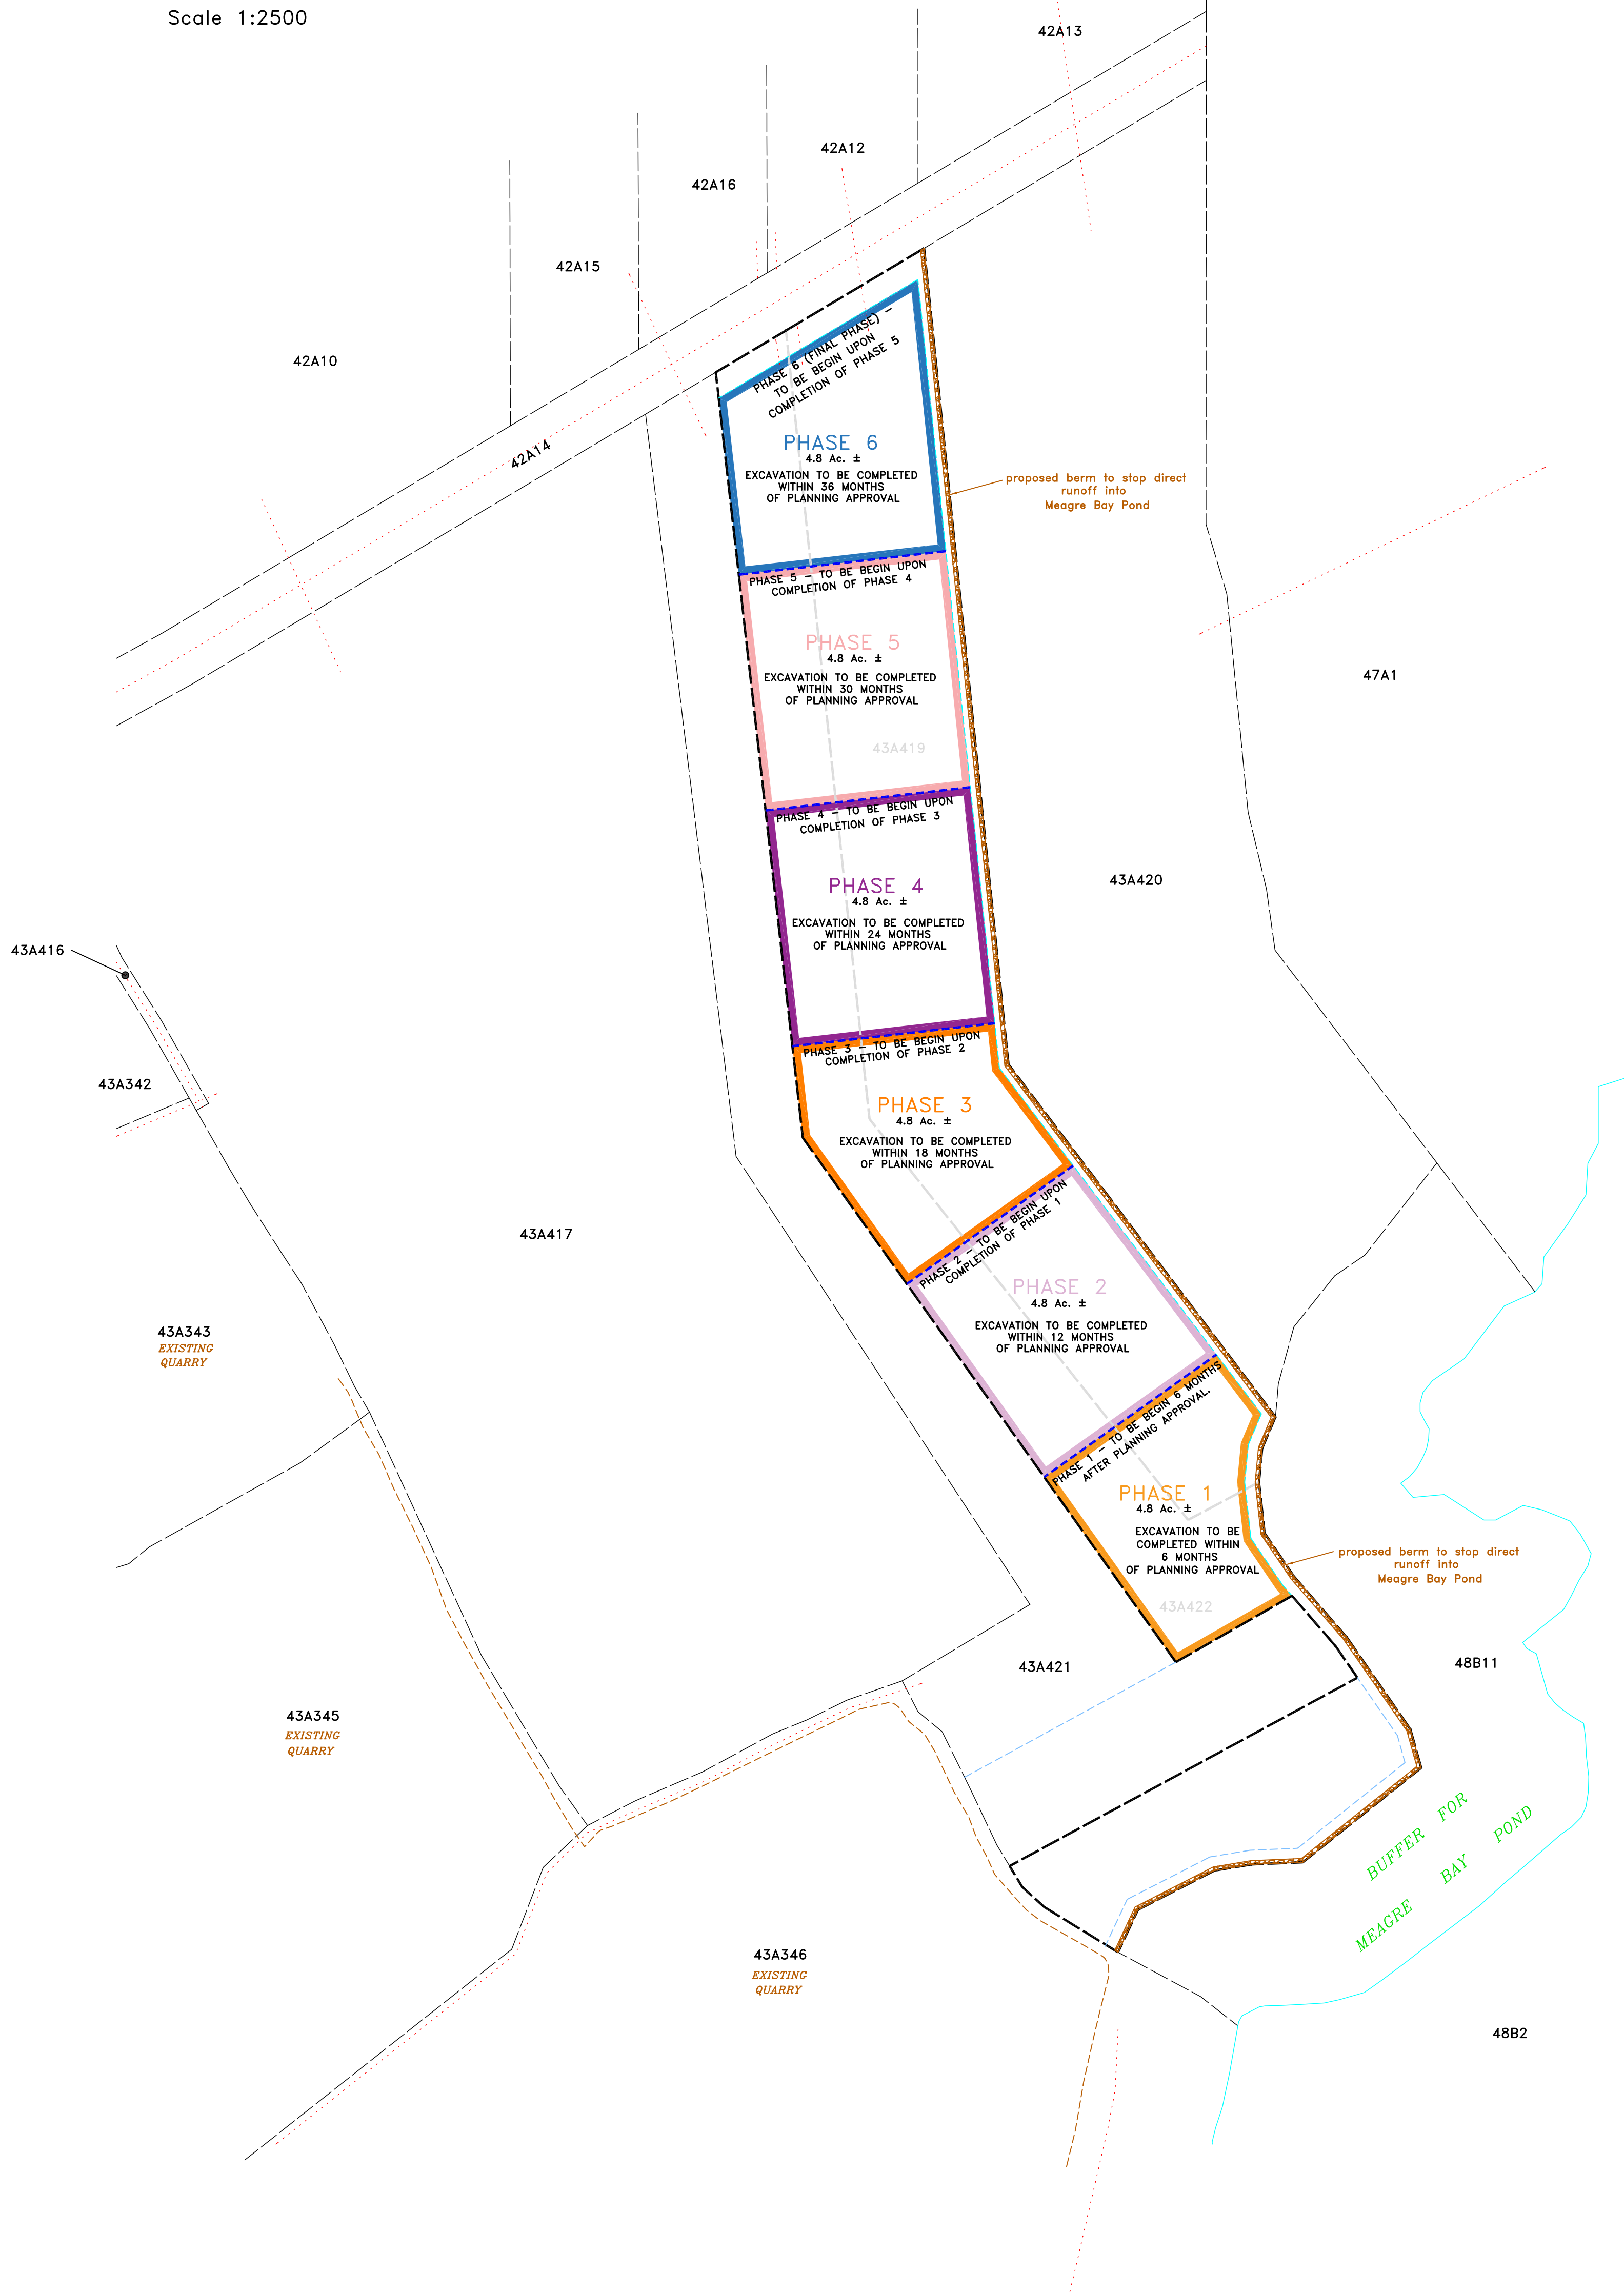 Scale 1:2500
42A13
42A12
42A16
42A15
42A10
42A14
PHASE 6 (FINAL PHASE) –
TO BE BEGIN UPON
COMPLETION OF PHASE 5
PHASE 6
4.8 Ac. ±
EXCAVATION TO BE COMPLETED
WITHIN 36 MONTHS
OF PLANNING APPROVAL
proposed berm to stop direct
runoff into
Meagre Bay Pond
PHASE 5 – TO BE BEGIN UPON
COMPLETION OF PHASE 4
PHASE 5
4.8 Ac. ±
EXCAVATION TO BE COMPLETED
WITHIN 30 MONTHS
OF PLANNING APPROVAL
43A419
47A1
PHASE 4 – TO BE BEGIN UPON
COMPLETION OF PHASE 3
PHASE 4
4.8 Ac. ±
EXCAVATION TO BE COMPLETED
WITHIN 24 MONTHS
OF PLANNING APPROVAL
43A420
43A416
43A342
PHASE 3 – TO BE BEGIN UPON
COMPLETION OF PHASE 2
PHASE 3
4.8 Ac. ±
EXCAVATION TO BE COMPLETED
WITHIN 18 MONTHS
OF PLANNING APPROVAL
43A417
PHASE 2 – TO BE BEGIN UPON
COMPLETION OF PHASE 1
PHASE 2
4.8 Ac. ±
EXCAVATION TO BE COMPLETED
WITHIN 12 MONTHS
OF PLANNING APPROVAL
43A343
EXISTING
QUARRY
PHASE 1 – TO BE BEGIN 6 MONTHS
AFTER PLANNING APPROVAL.
PHASE 1
4.8 Ac. ±
EXCAVATION TO BE
COMPLETED WITHIN
6 MONTHS
OF PLANNING APPROVAL
43A422
proposed berm to stop direct
runoff into
Meagre Bay Pond
43A421
48B11
43A345
EXISTING
QUARRY
BUFFER FOR
MEAGRE BAY POND
43A346
EXISTING
QUARRY
48B2